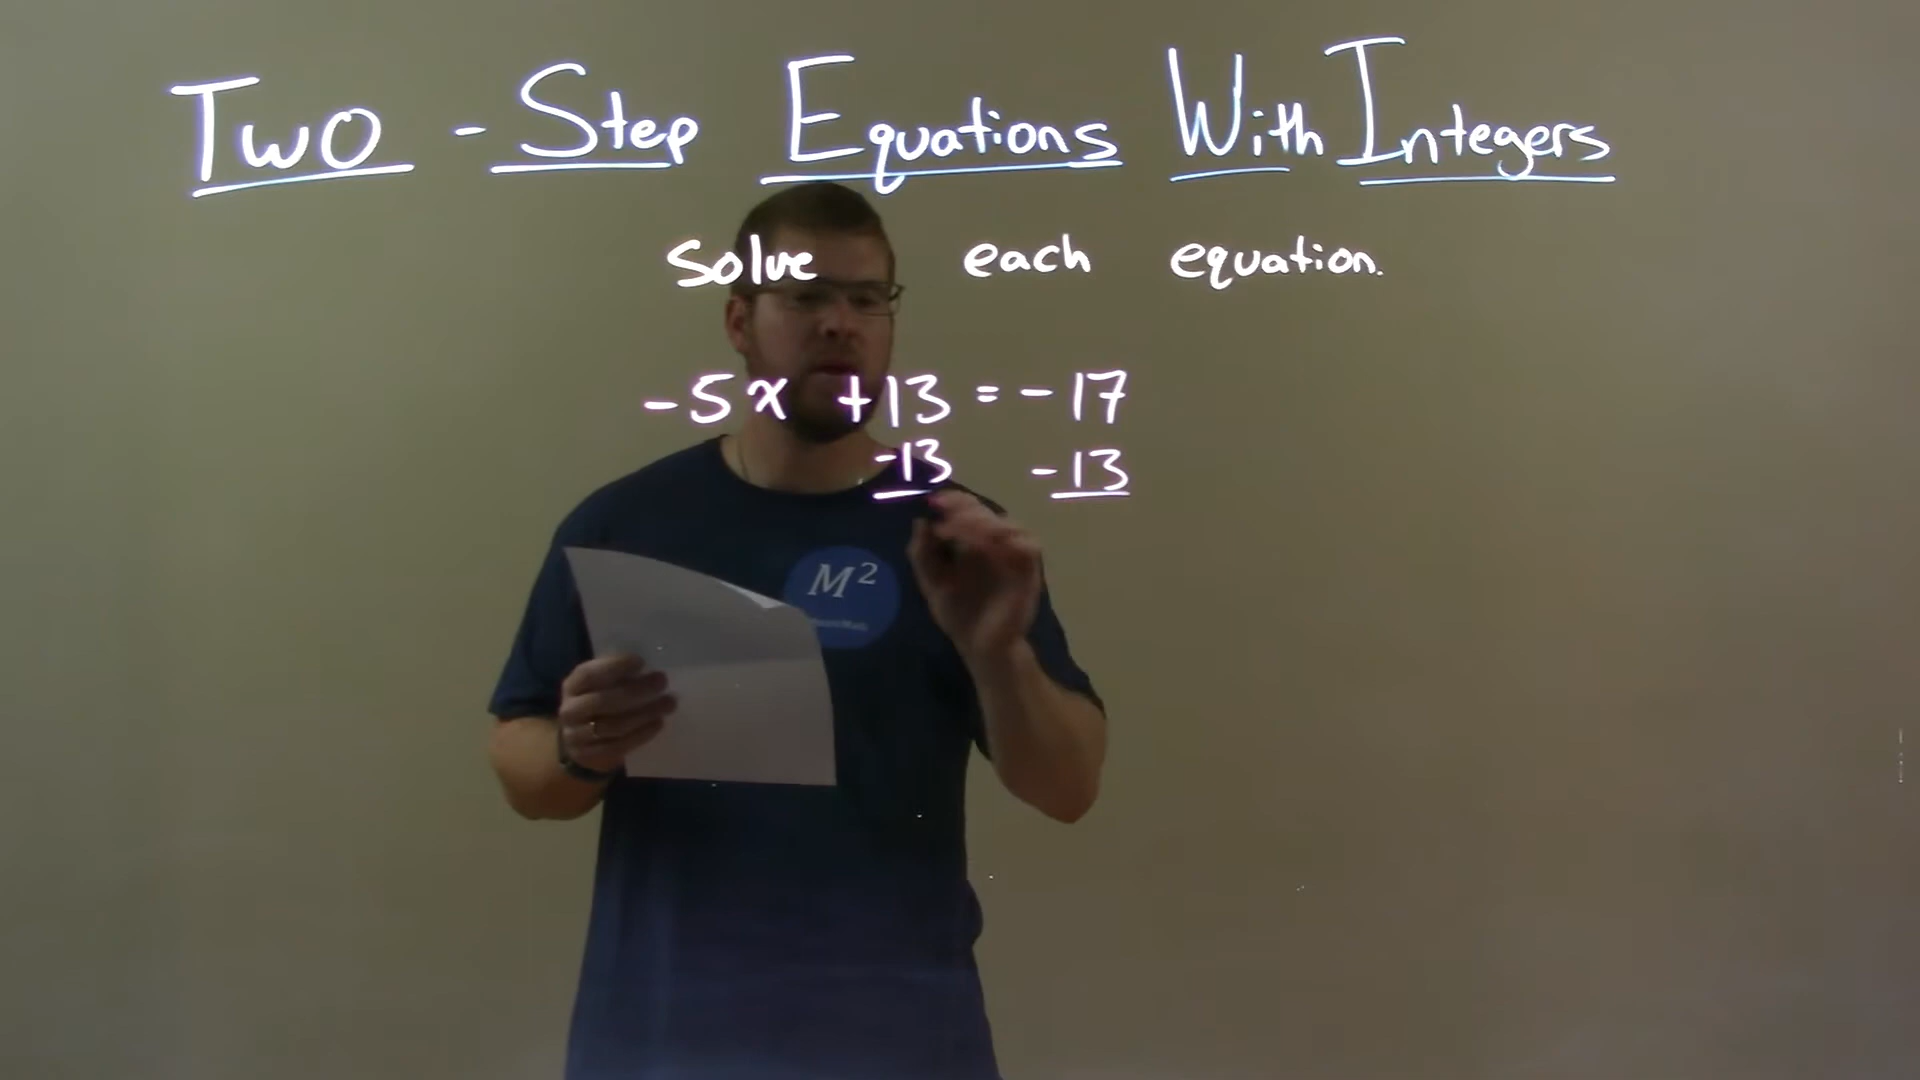 Two - Step Equations With Integers
solve each equation.
-5x +13 = -17
-13 -13
M²